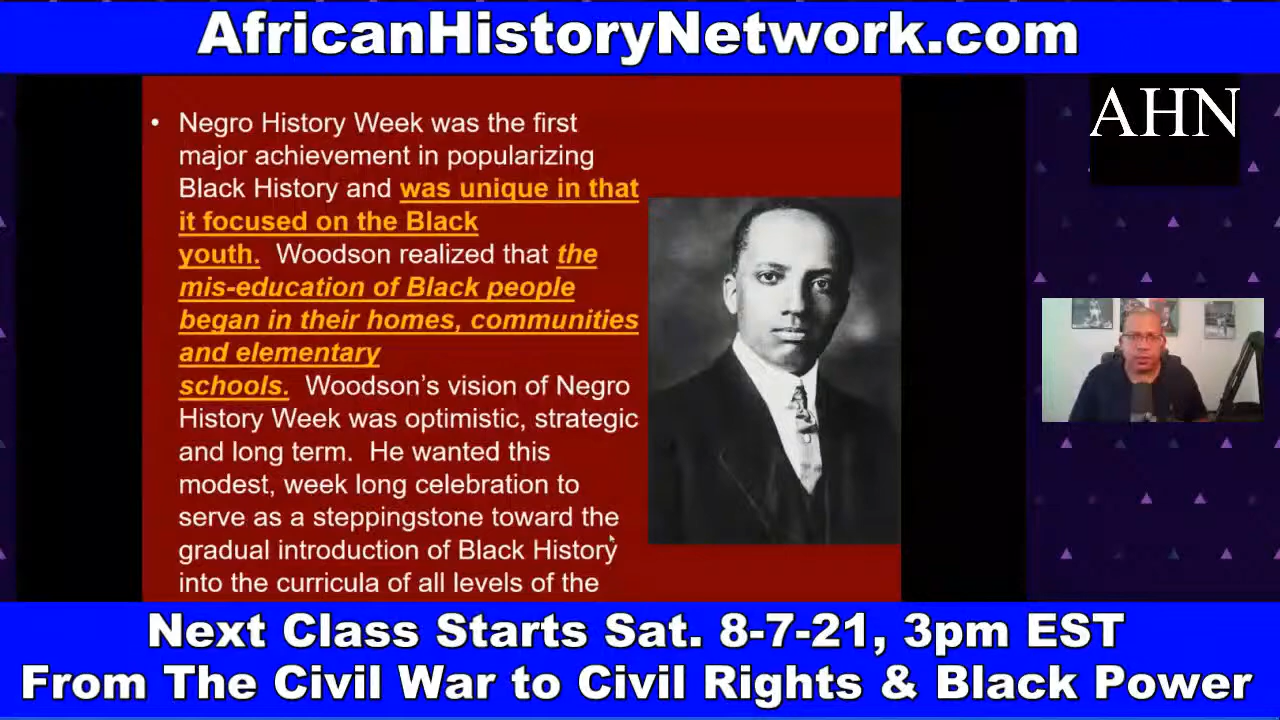 AfricanHistoryNetwork.com
AHN
• Negro History Week was the first
major achievement in popularizing
Black History and was unique in that
it focused on the Black
youth. Woodson realized that the
mis-education of Black people
began in their homes, communities
and elementary
schools. Woodson's vision of Negro
History Week was optimistic, strategic
and long term. He wanted this
modest, week long celebration to
serve as a steppingstone toward the
gradual introduction of Black History
into the curricula of all levels of the
Next Class Starts Sat. 8-7-21, 3pm EST
From The Civil War to Civil Rights & Black Power